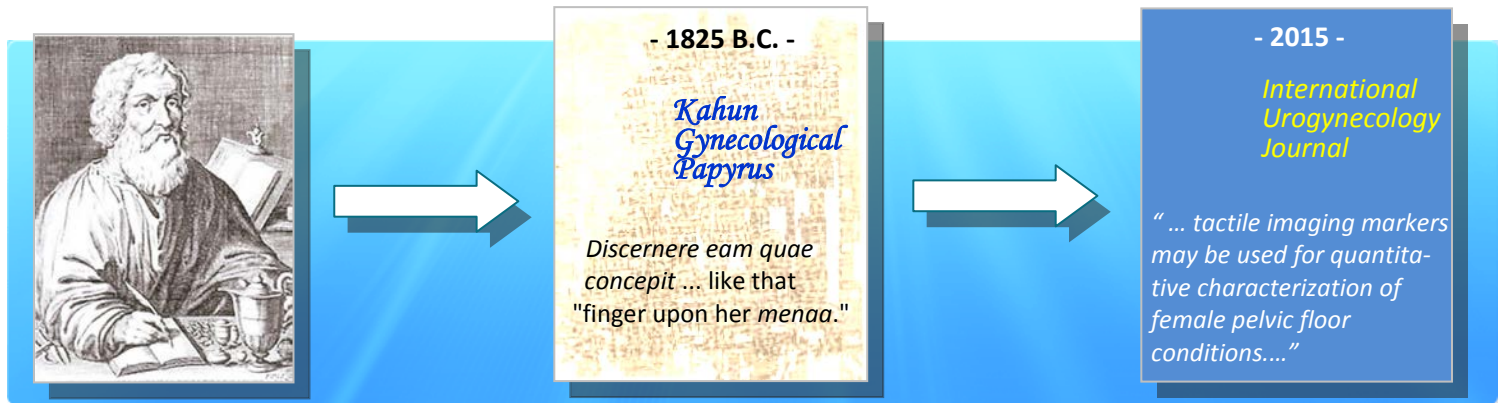 - 1825 B.C. -
Kahun
Gynecological
Papyrus
Discernere eam quae
concepit ... like that
"finger upon her menaa."
- 2015 -
International
Urogynecology
Journal
“ … tactile imaging markers
may be used for quantita-
tive characterization of
female pelvic floor
conditions.…”